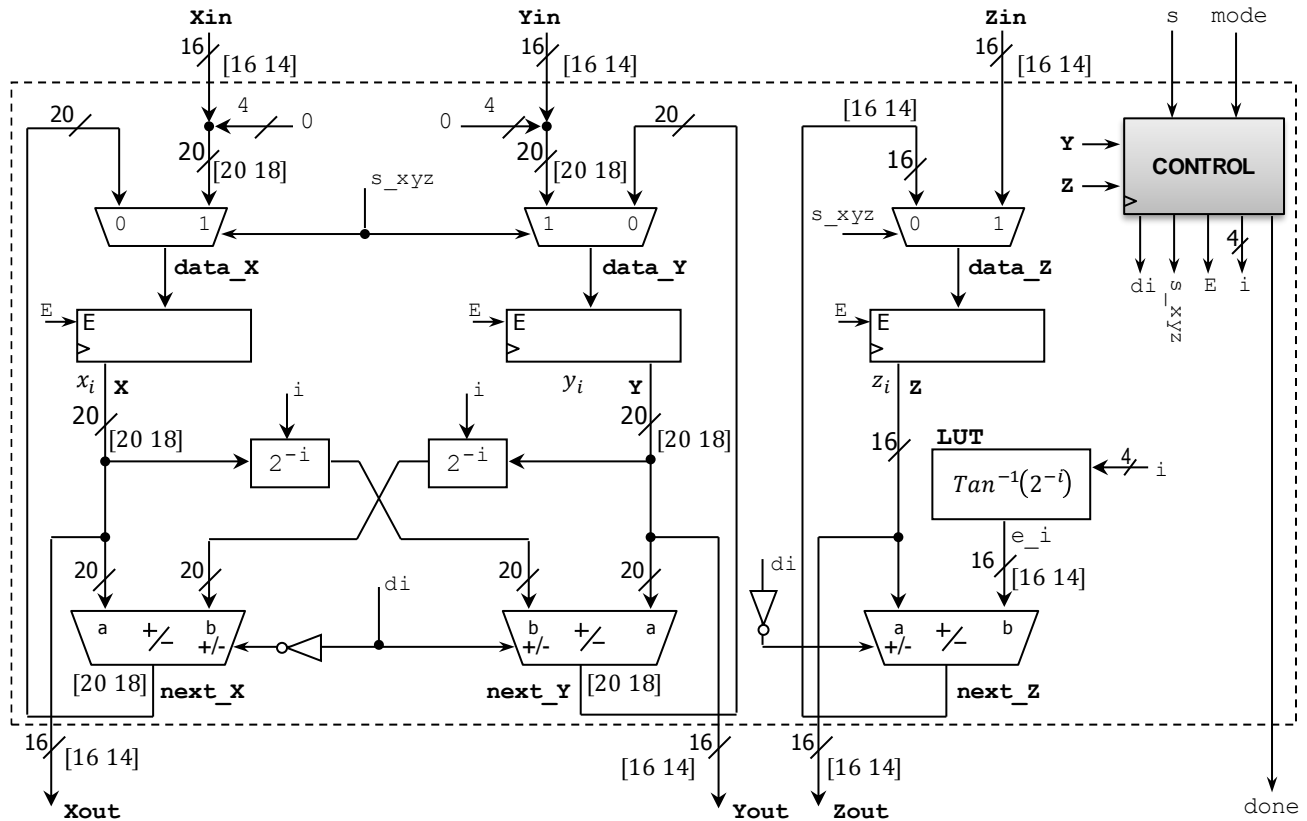 Xin Yin Zin s mode
16 16 16
[16 14] [16 14] [16 14]
20 4 0 0 4 20 [16 14]
20 [20 18] 20 [20 18] 16
s_xyz
Y
Z
CONTROL
0 1 1 0 s_xyz 0 1
data_X data_Y data_Z
4
di s_xyz E i
E E E E E E
x_i X y_i Y z_i Z
20 i i 20
[20 18] [20 18]
16 LUT
2^{-i} 2^{-i} Tan^{-1}(2^{-i}) 4 i
e_i
20 20 20 20 16 [16 14]
di di
a +/- b b +/- a a +/- b
+/- +/- +/-
[20 18] next_X next_Y [20 18] next_Z
16 [16 14] 16 [16 14] 16 [16 14]
Xout Yout Zout done